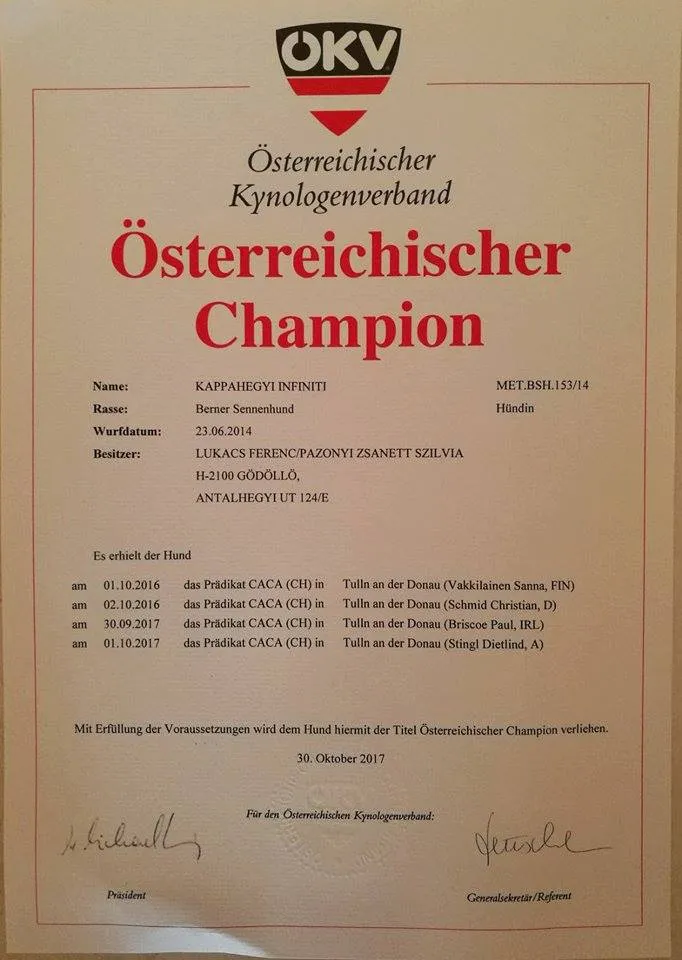 ÖKV
Österreichischer
Kynologenverband
Österreichischer
Champion
Name: KAPPAHEGYI INFINITI MET.BSH.153/14
Rasse: Berner Sennenhund Hündin
Wurfdatum: 23.06.2014
Besitzer: LUKACS FERENC/PAZONYI ZSANETT SZILVIA
H-2100 GÖDÖLLÖ,
ANTALHEGYI UT 124/E
Es erhielt der Hund
am 01.10.2016 das Prädikat CACA (CH) in Tulln an der Donau (Vakkilainen Sanna, FIN)
am 02.10.2016 das Prädikat CACA (CH) in Tulln an der Donau (Schmid Christian, D)
am 30.09.2017 das Prädikat CACA (CH) in Tulln an der Donau (Briscoe Paul, IRL)
am 01.10.2017 das Prädikat CACA (CH) in Tulln an der Donau (Stingl Dietlind, A)
Mit Erfüllung der Voraussetzungen wird dem Hund hiermit der Titel Österreichischer Champion verliehen.
30. Oktober 2017
Für den Österreichischen Kynologenverband:
Präsident Generalsekretär/Referent